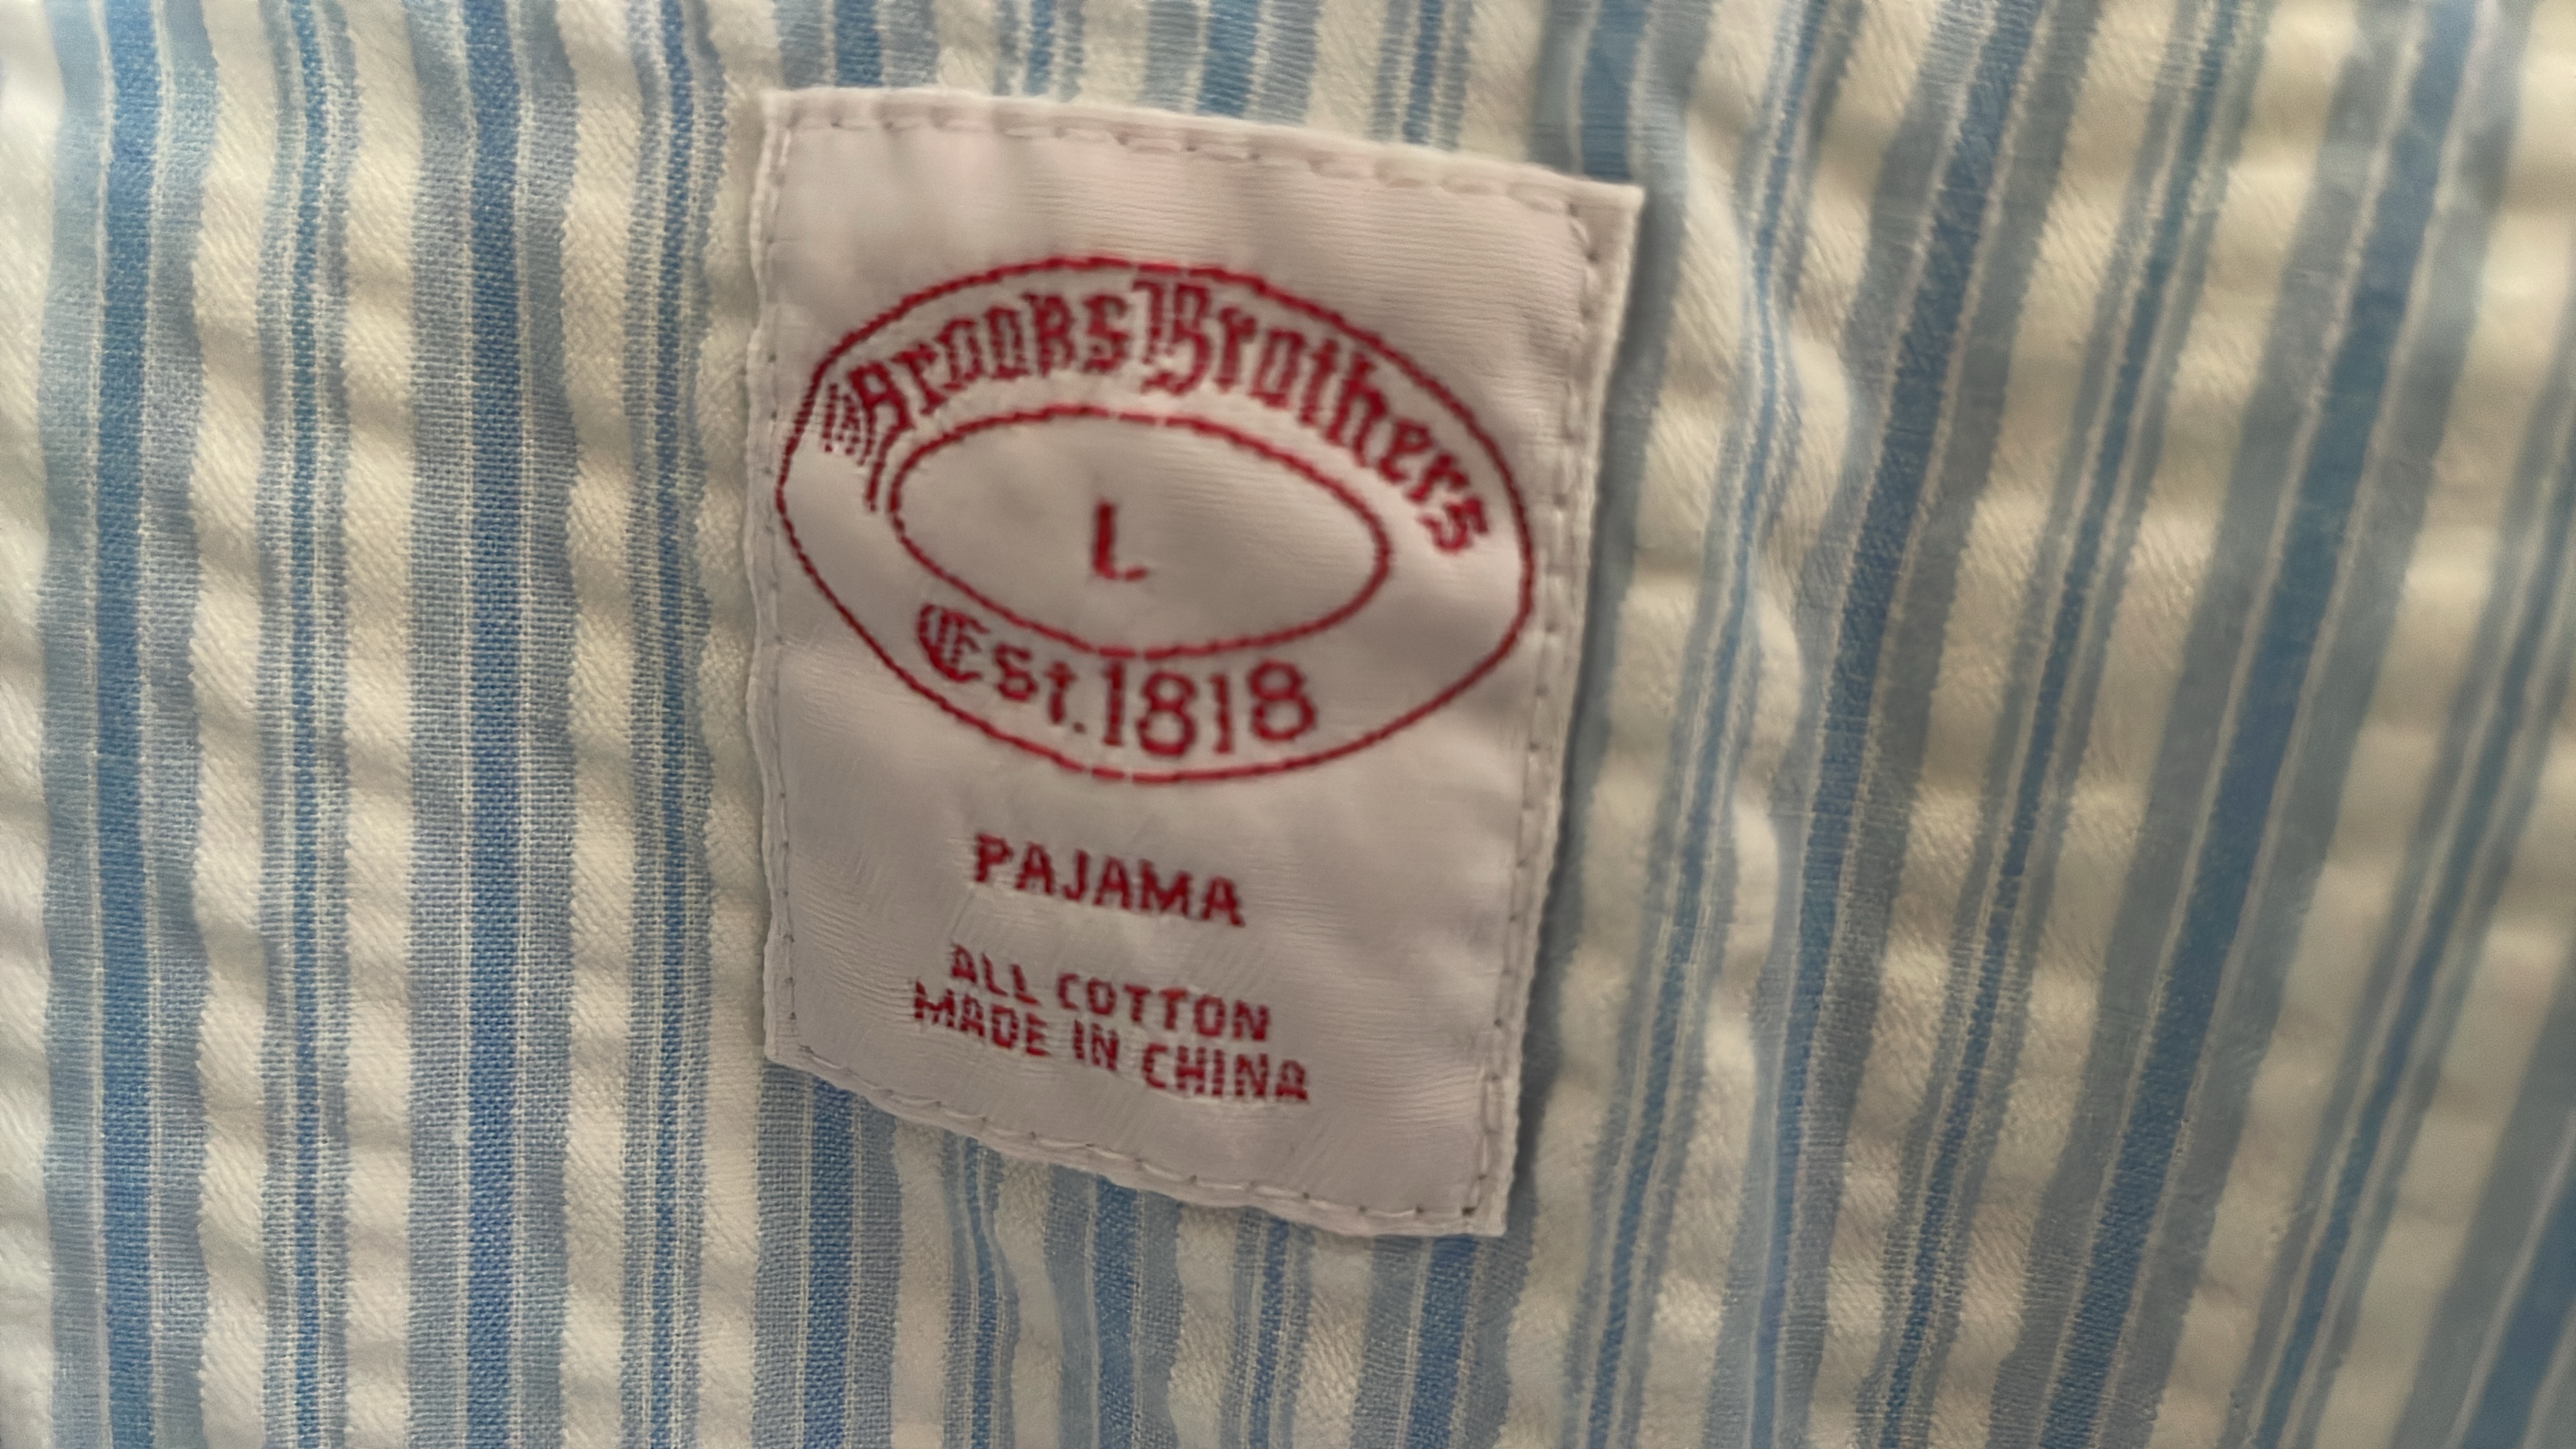 Brooks Brothers
L
Est. 1818
PAJAMA
ALL COTTON
MADE IN CHINA